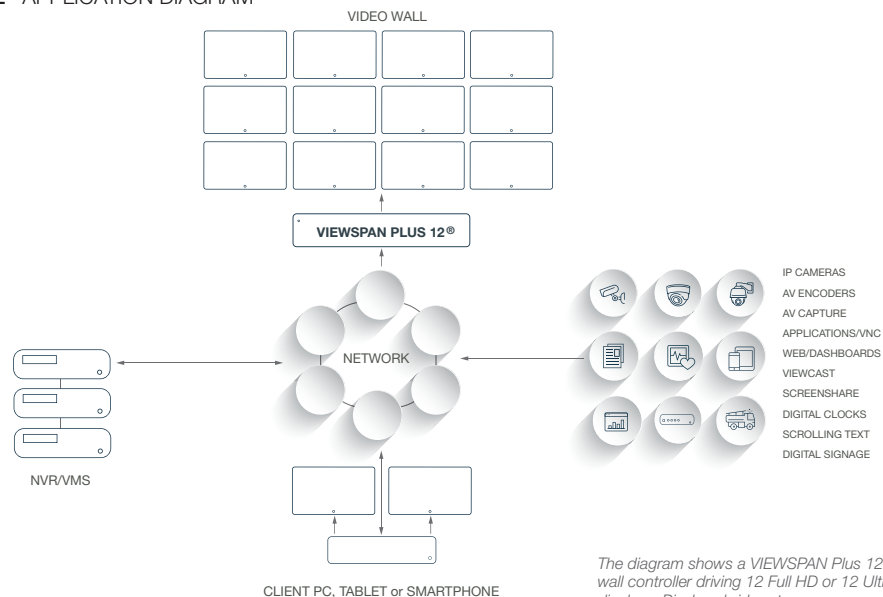 APPLICATION DIAGRAM
VIDEO WALL
VIEWSPAN PLUS 12®
NETWORK
NVR/VMS
IP CAMERAS
AV ENCODERS
AV CAPTURE
APPLICATIONS/VNC
WEB/DASHBOARDS
VIEWCAST
SCREENSHARE
DIGITAL CLOCKS
SCROLLING TEXT
DIGITAL SIGNAGE
CLIENT PC, TABLET or SMARTPHONE
The diagram shows a VIEWSPAN Plus 12
wall controller driving 12 Full HD or 12